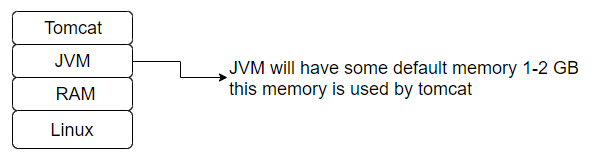 Tomcat
JVM
RAM
Linux
JVM will have some default memory 1-2 GB
this memory is used by tomcat